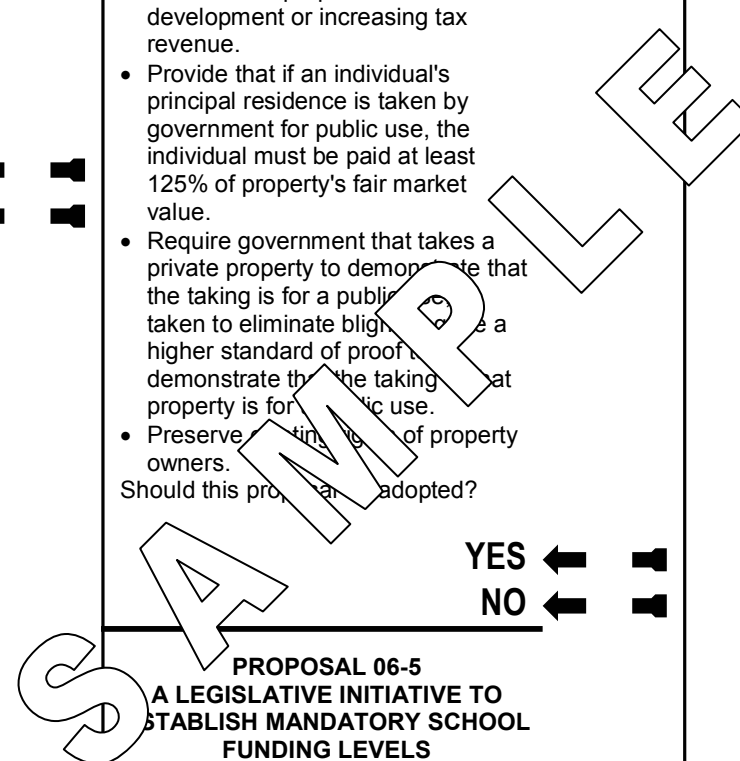 development or increasing tax
revenue.
• Provide that if an individual's
principal residence is taken by
government for public use, the
individual must be paid at least
125% of property's fair market
value.
• Require government that takes a
private property to demonstrate that
the taking is for a public
taken to eliminate a
higher standard of proof
demonstrate the taking
property is for use.
• Preserve of property
owners.
Should this adopted?
YES
NO
PROPOSAL 06-5
A LEGISLATIVE INITIATIVE TO
ESTABLISH MANDATORY SCHOOL
FUNDING LEVELS
SAMPLE